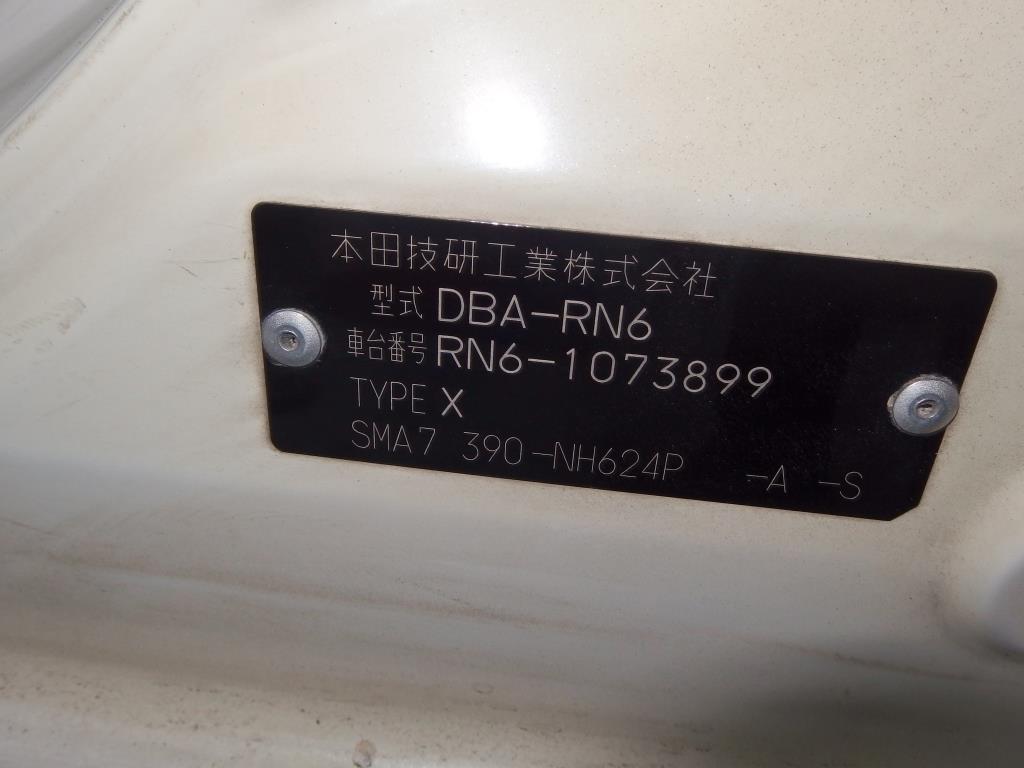 本田技研工業株式会社
型式 DBA-RN6
車台番号 RN6-1073899
TYPE X
SMA7 390-NH624P -A -S